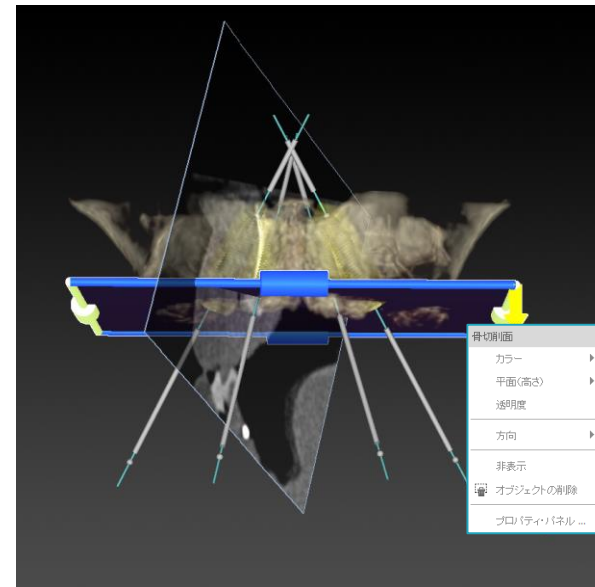 骨切削面
カラー
平面(高さ)
透明度
方向
非表示
オブジェクトの削除
プロパティ・パネル ...